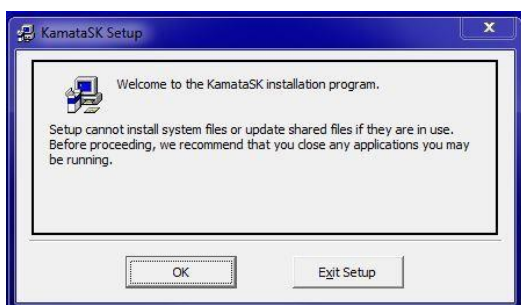 KamataSK Setup
x
Welcome to the KamataSK installation program.
Setup cannot install system files or update shared files if they are in use.
Before proceeding, we recommend that you close any applications you may
be running.
OK
Exit Setup